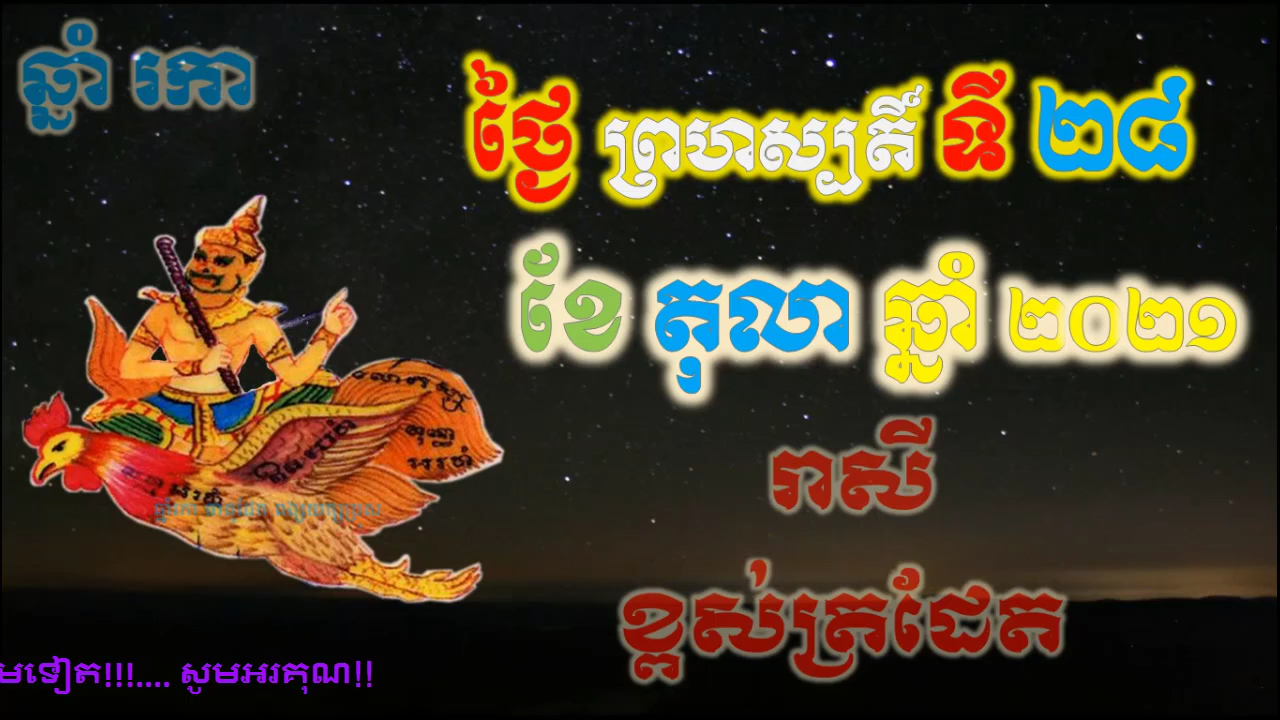 ឆ្នាំ រកា
ថ្ងៃ ព្រហស្បតិ៍ ទី ២៨
ខែ តុលា ឆ្នាំ ២០២១
រាសី
ខ្ពស់ត្រដែត
មទៀត!!!.... សូមអរគុណ!!